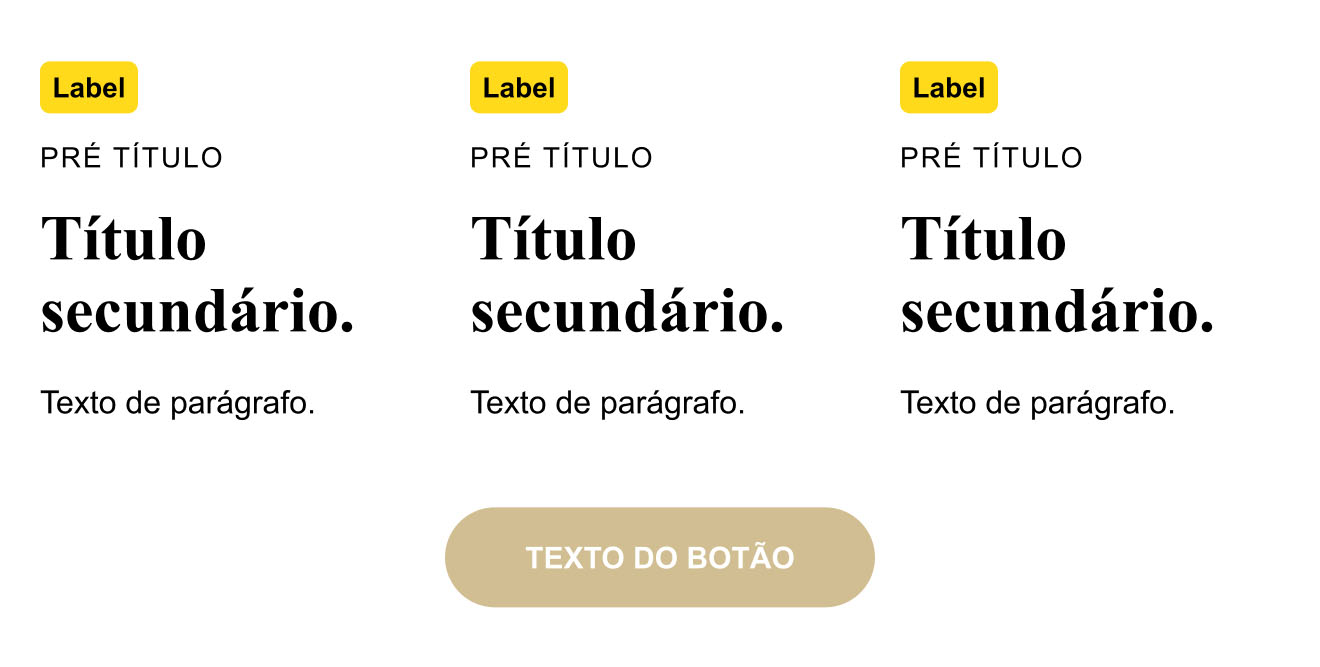 Label
PRÉ TÍTULO
Título
secundário.
Texto de parágrafo.
Label
PRÉ TÍTULO
Título
secundário.
Texto de parágrafo.
Label
PRÉ TÍTULO
Título
secundário.
Texto de parágrafo.
TEXTO DO BOTÃO